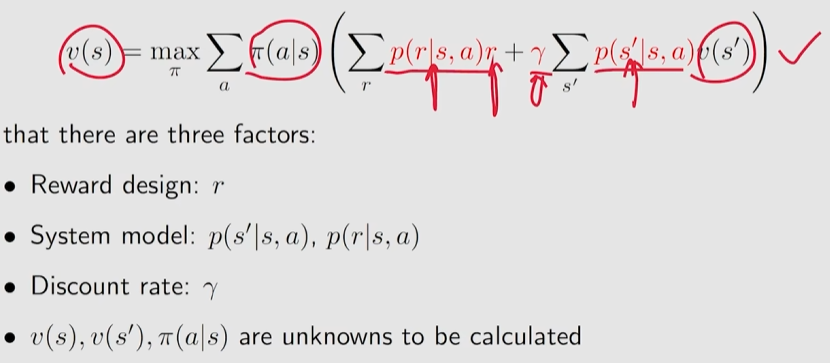 v(s) = max_π ∑_a π(a|s) ( ∑_r p(r|s, a)r + γ ∑_{s′} p(s′|s, a)v(s′) )
that there are three factors:
• Reward design: r
• System model: p(s′|s, a), p(r|s, a)
• Discount rate: γ
• v(s), v(s′), π(a|s) are unknowns to be calculated